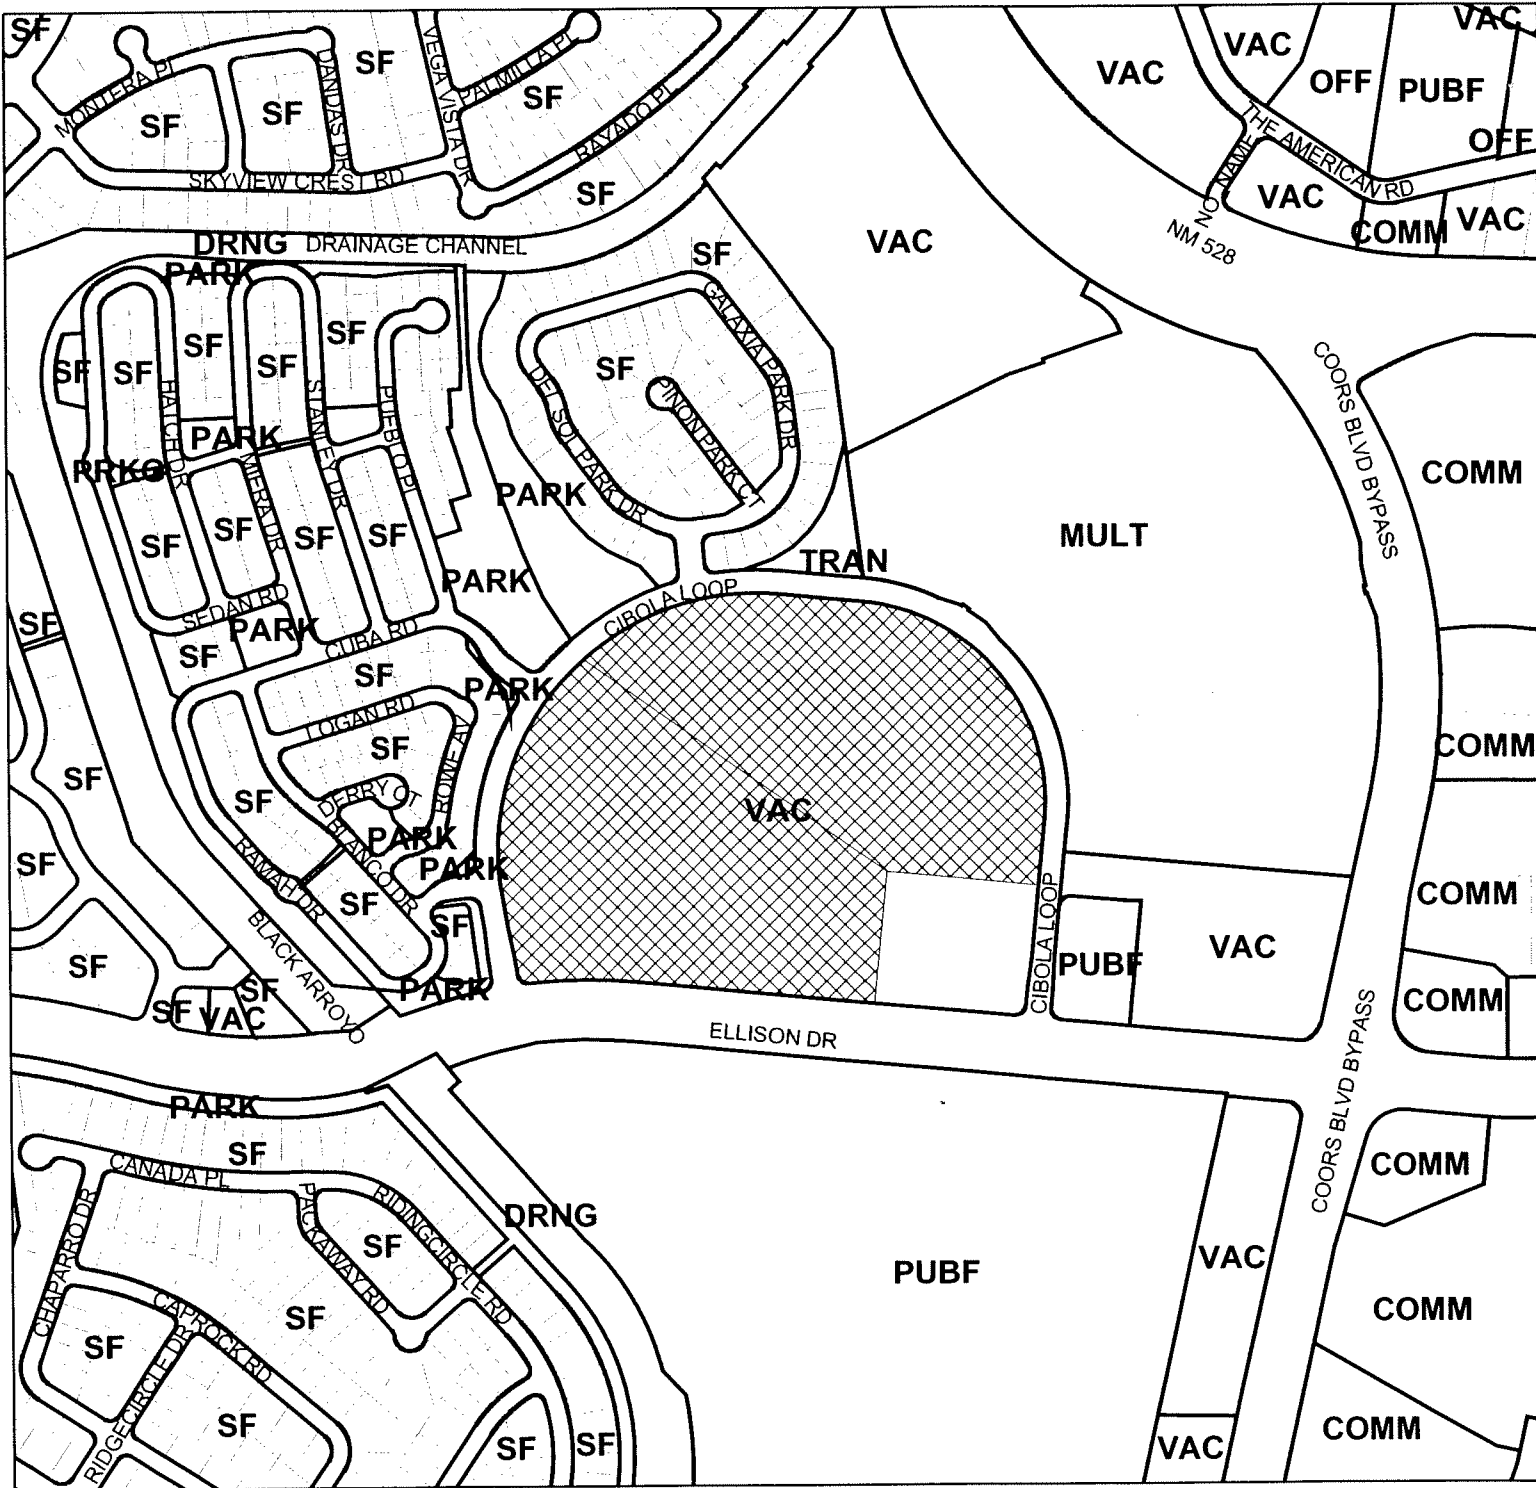 SF
MONTERA PL
SF
SF
DANDAS DR
SF
VEGA VISTA DR
PALMILLA PL
SF
RAYADO PL
SKYVIEW CREST RD
SF
VAC
VAC
OFF
PUBF
VAC
OFF
THE AMERICAN RD
NO NAME
VAC
COMM
VAC
NM 528
DRNG
DRAINAGE CHANNEL
PARK
SF
VAC
SF
SF
SF
SF
SF
HATCH DR
STANLEY DR
PUEBLO PL
PARK
PRKG
MIERA DR
SF
GALAXIA PARK DR
DEL SOL PARK DR
PINON PARK CT
PARK
COORS BLVD BYPASS
COMM
MULT
SF
SF
SF
SF
PARK
TRAN
SEDAN RD
CIBOLA LOOP
SF
PARK
CUBA RD
SF
SF
PARK
LOGAN RD
SF
ROWE AV
COMM
SF
SF
DERRY CT
VAC
PARK
BLANCO DR
PARK
RAMAH DR
SF
SF
SF
COMM
CIBOLA LOOP
PUBF
VAC
BLACK ARROYO
SF
SF
PARK
COMM
SF
VAC
ELLISON DR
COORS BLVD BYPASS
PARK
SF
CANADA PL
CHAPARRO DR
PACKAWAY RD
RIDINGCIRCLE RD
SF
DRNG
COMM
VAC
PUBF
CAPROCK RD
SF
SF
RIDGECIRCLE DR
SF
COMM
SF
SF
VAC
COMM